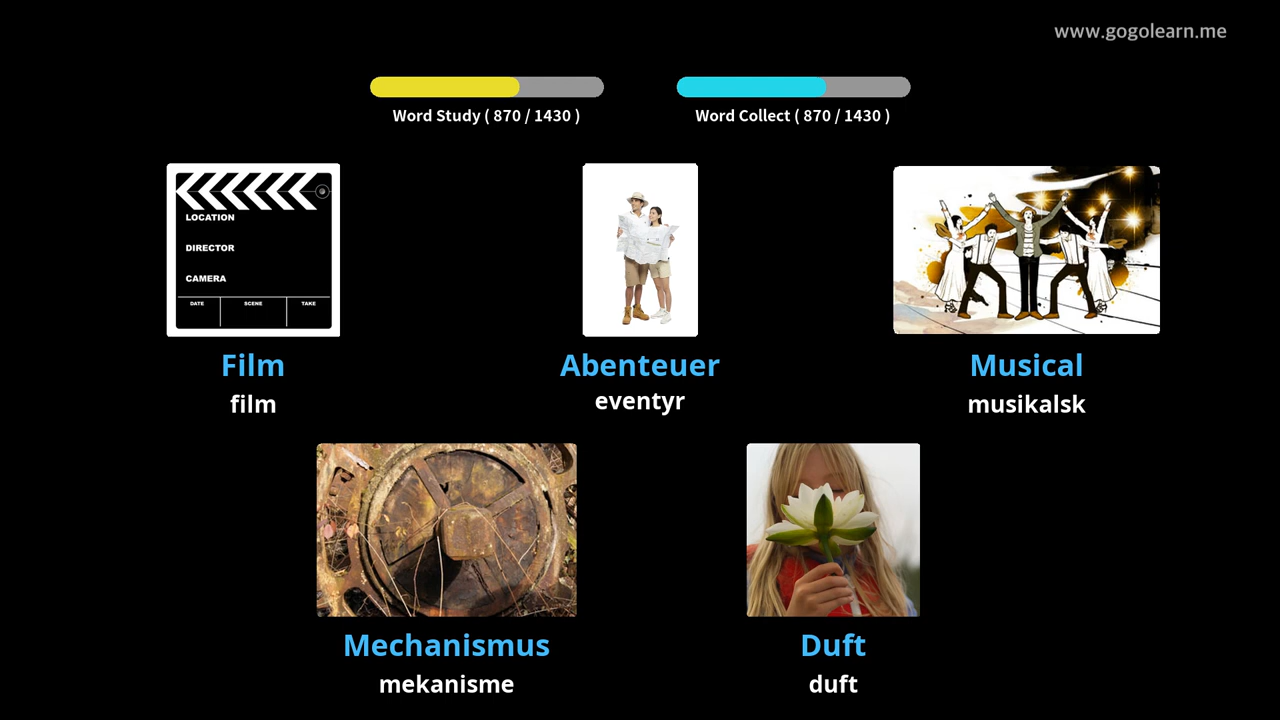 www.gogolearn.me
Word Study ( 870 / 1430 )
Word Collect ( 870 / 1430 )
LOCATION
DIRECTOR
CAMERA
DATE SCENE TAKE
Film
film
Abenteuer
eventyr
Musical
musikalsk
Mechanismus
mekanisme
Duft
duft